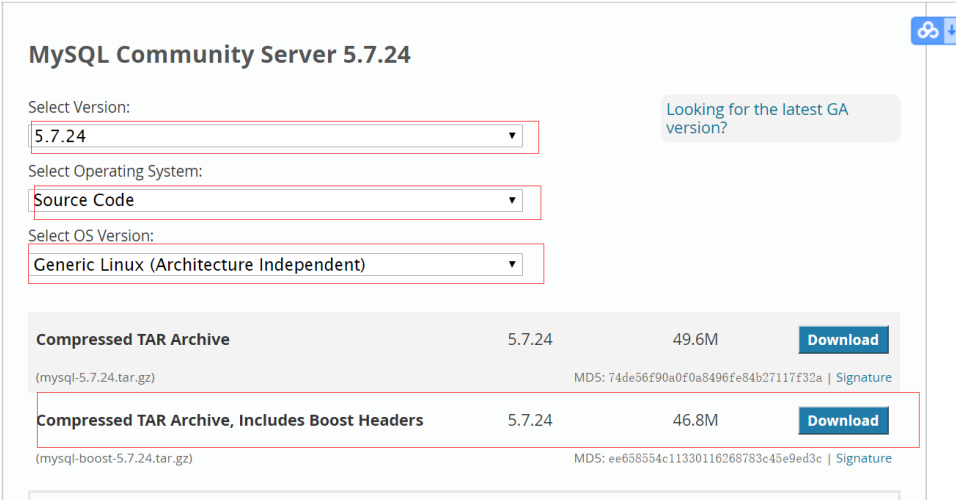 MySQL Community Server 5.7.24
Select Version:
5.7.24
Looking for the latest GA
version?
Select Operating System:
Source Code
Select OS Version:
Generic Linux (Architecture Independent)
Compressed TAR Archive 5.7.24 49.6M Download
(mysql-5.7.24.tar.gz) MD5: 74de56f90a0f0a8496fe84b27117f32a | Signature
Compressed TAR Archive, Includes Boost Headers 5.7.24 46.8M Download
(mysql-boost-5.7.24.tar.gz) MD5: ee658554c11330116268783c45e9ed3c | Signature